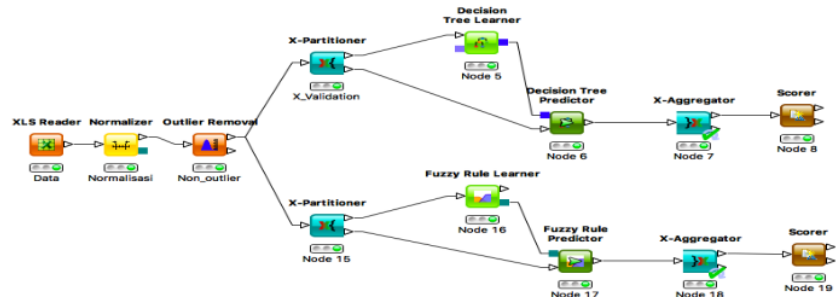 Decision
Tree Learner
Node 5
X-Partitioner
X_Validation
Decision Tree
Predictor
Node 6
X-Aggregator
Node 7
Scorer
Node 8
XLS Reader
Data
Normalizer
Normalisasi
Outlier Removal
Non_outlier
X-Partitioner
Node 15
Fuzzy Rule Learner
Node 16
Fuzzy Rule
Predictor
Node 17
X-Aggregator
Node 18
Scorer
Node 19